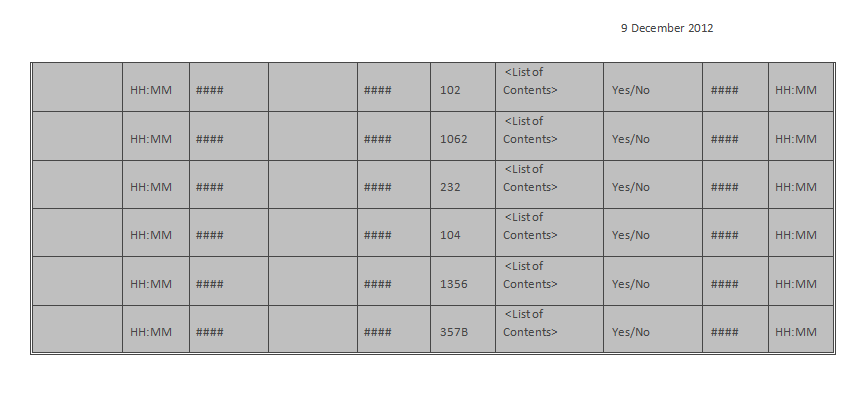 9 December 2012
<List of
HH:MM #### #### 102 Contents> Yes/No #### HH:MM
<List of
HH:MM #### #### 1062 Contents> Yes/No #### HH:MM
<List of
HH:MM #### #### 232 Contents> Yes/No #### HH:MM
<List of
HH:MM #### #### 104 Contents> Yes/No #### HH:MM
<List of
HH:MM #### #### 1356 Contents> Yes/No #### HH:MM
<List of
HH:MM #### #### 357B Contents> Yes/No #### HH:MM